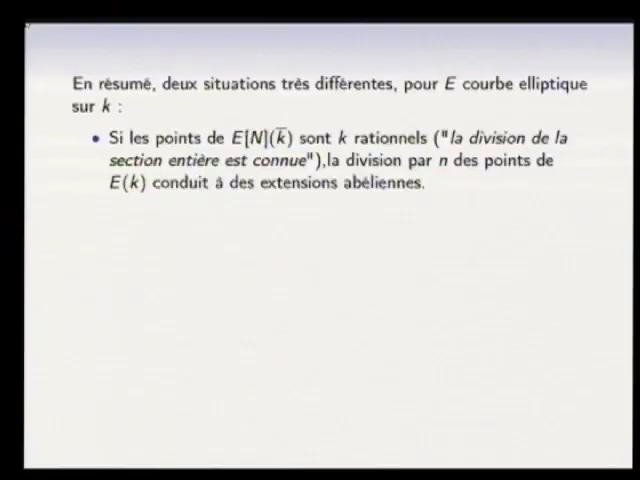 En résumé, deux situations très différentes, pour E courbe elliptique
sur k :
• Si les points de E[N](k̅) sont k rationnels ("la division de la
section entière est connue"),la division par n des points de
E(k) conduit à des extensions abéliennes.